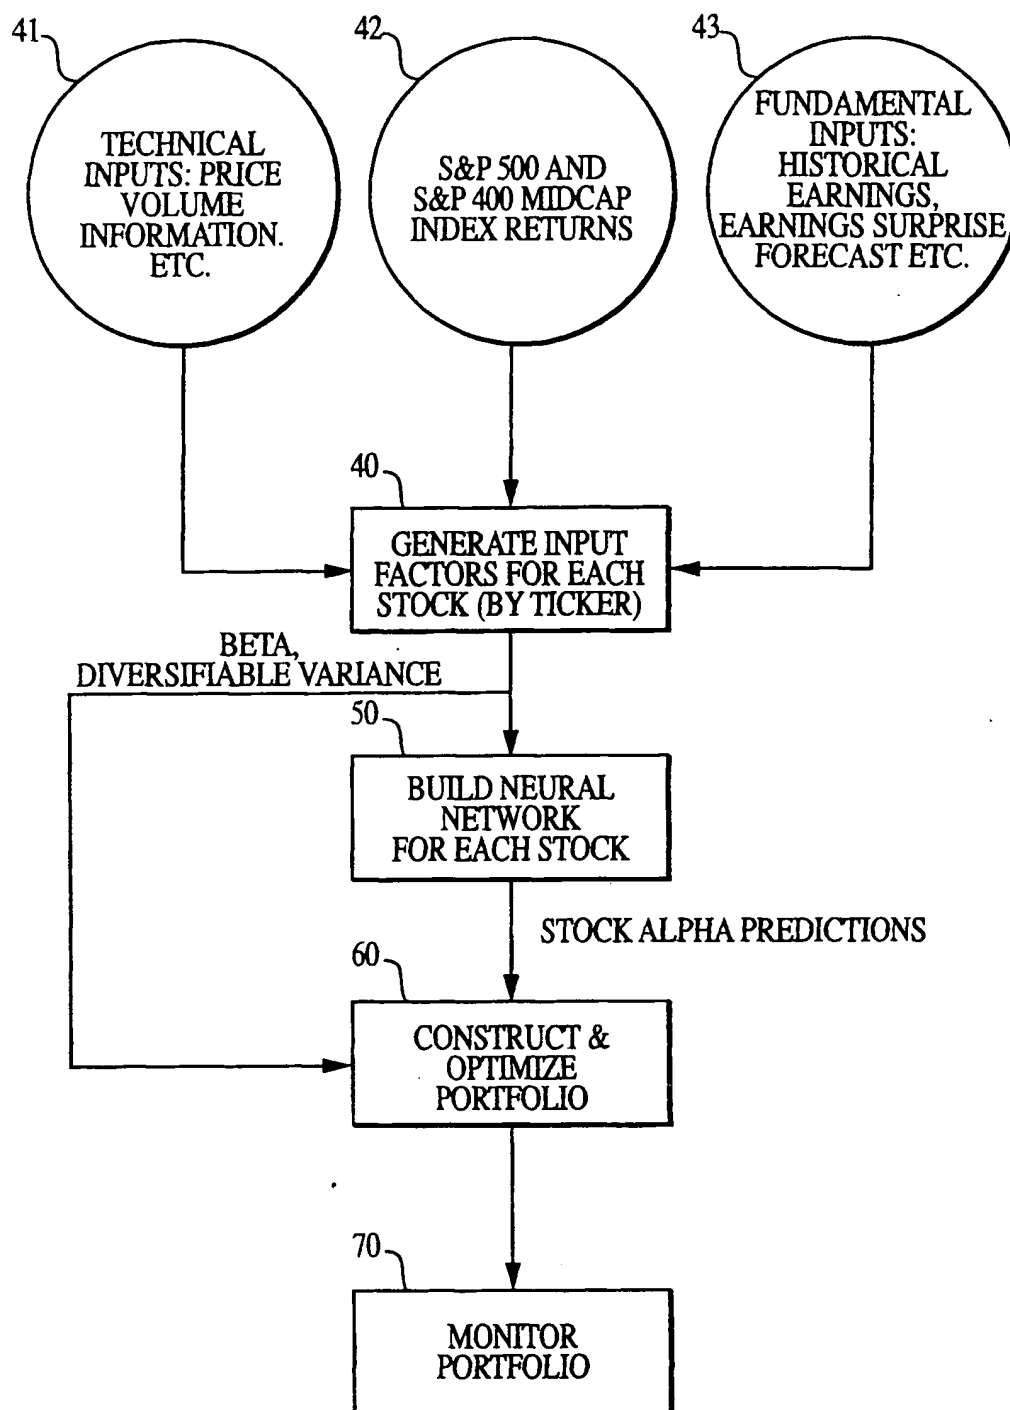 41
42
43
TECHNICAL
INPUTS: PRICE
VOLUME
INFORMATION.
ETC.
S&P 500 AND
S&P 400 MIDCAP
INDEX RETURNS
FUNDAMENTAL
INPUTS:
HISTORICAL
EARNINGS,
EARNINGS SURPRISE
FORECAST ETC.
40
GENERATE INPUT
FACTORS FOR EACH
STOCK (BY TICKER)
BETA,
DIVERSIFIABLE VARIANCE
50
BUILD NEURAL
NETWORK
FOR EACH STOCK
STOCK ALPHA PREDICTIONS
60
CONSTRUCT &
OPTIMIZE
PORTFOLIO
70
MONITOR
PORTFOLIO